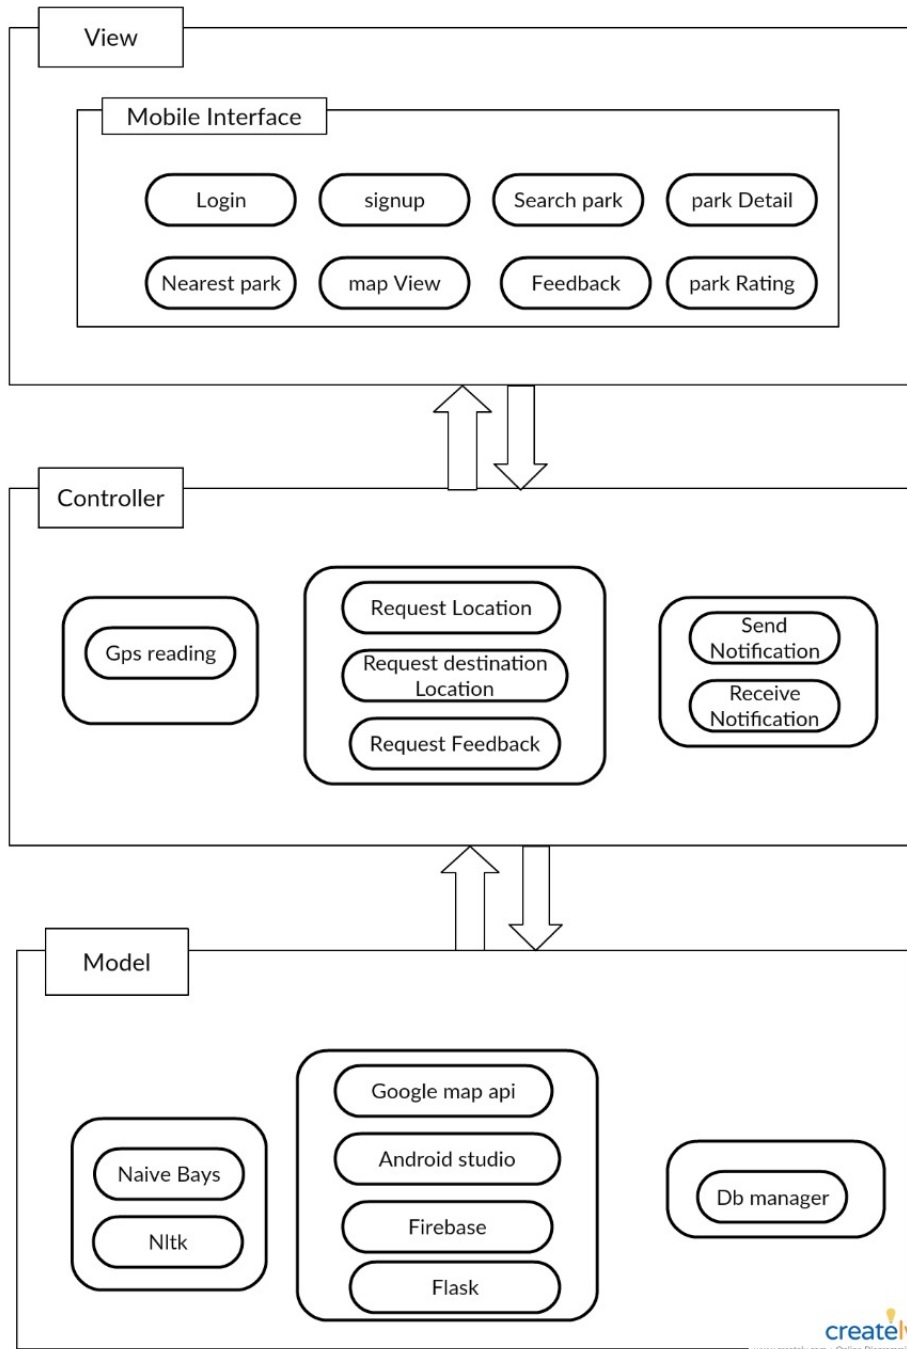 View
Mobile Interface
Login
signup
Search park
park Detail
Nearest park
map View
Feedback
park Rating
Controller
Gps reading
Request Location
Request destination
Location
Request Feedback
Send
Notification
Receive
Notification
Model
Naive Bays
Nltk
Google map api
Android studio
Firebase
Flask
Db manager